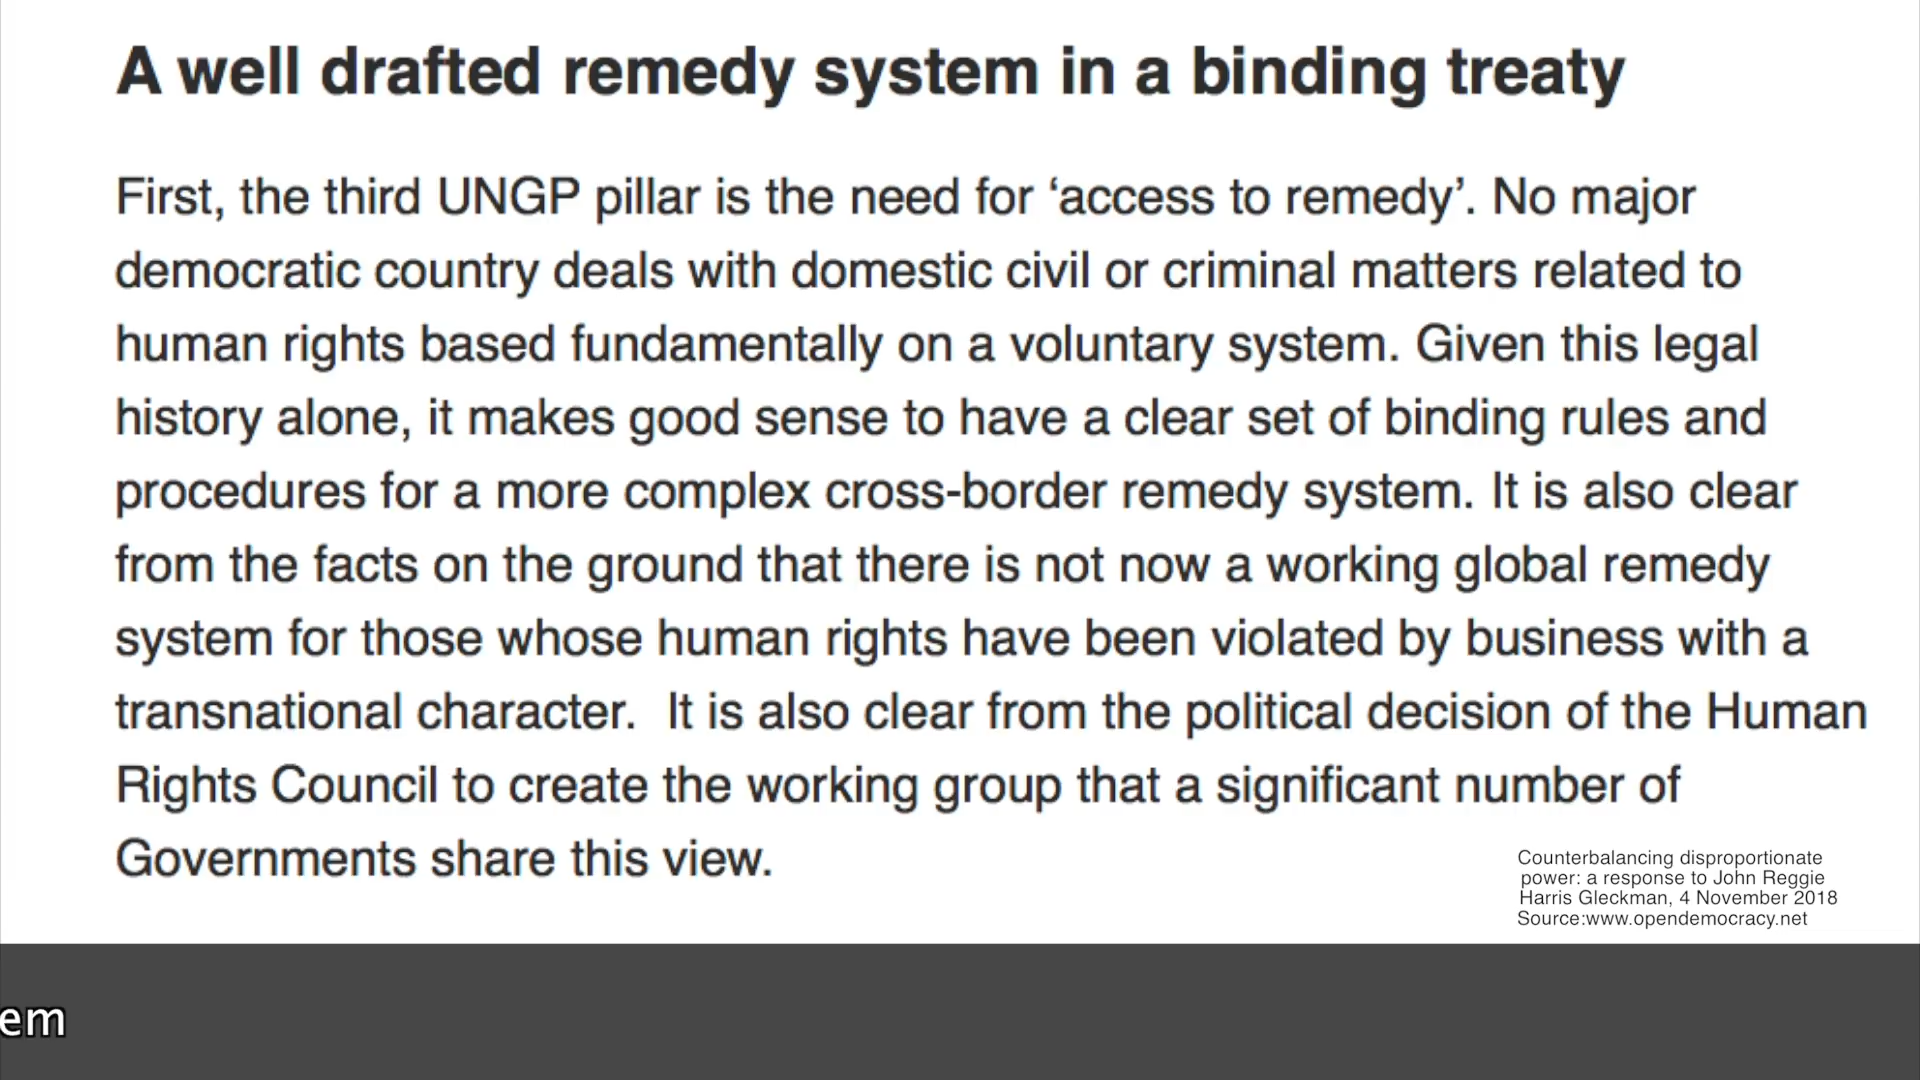 A well drafted remedy system in a binding treaty
First, the third UNGP pillar is the need for ‘access to remedy’. No major
democratic country deals with domestic civil or criminal matters related to
human rights based fundamentally on a voluntary system. Given this legal
history alone, it makes good sense to have a clear set of binding rules and
procedures for a more complex cross-border remedy system. It is also clear
from the facts on the ground that there is not now a working global remedy
system for those whose human rights have been violated by business with a
transnational character.  It is also clear from the political decision of the Human
Rights Council to create the working group that a significant number of
Governments share this view.
Counterbalancing disproportionate
power: a response to John Reggie
Harris Gleckman, 4 November 2018
Source:www.opendemocracy.net
em